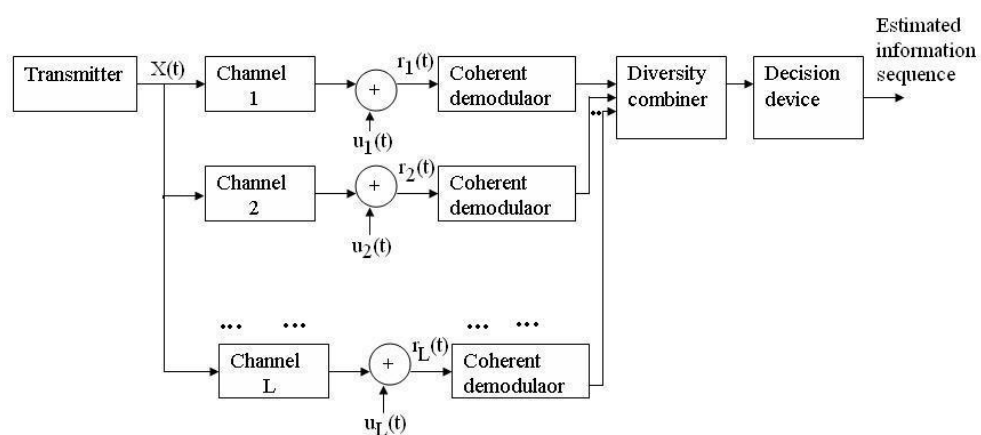 Transmitter
X(t)
Channel
1
+
u1(t)
r1(t)
Coherent
demodulaor
Diversity
combiner
Decision
device
Estimated
information
sequence
Channel
2
+
u2(t)
r2(t)
Coherent
demodulaor
... ...
... ...
Channel
L
+
uL(t)
rL(t)
Coherent
demodulaor